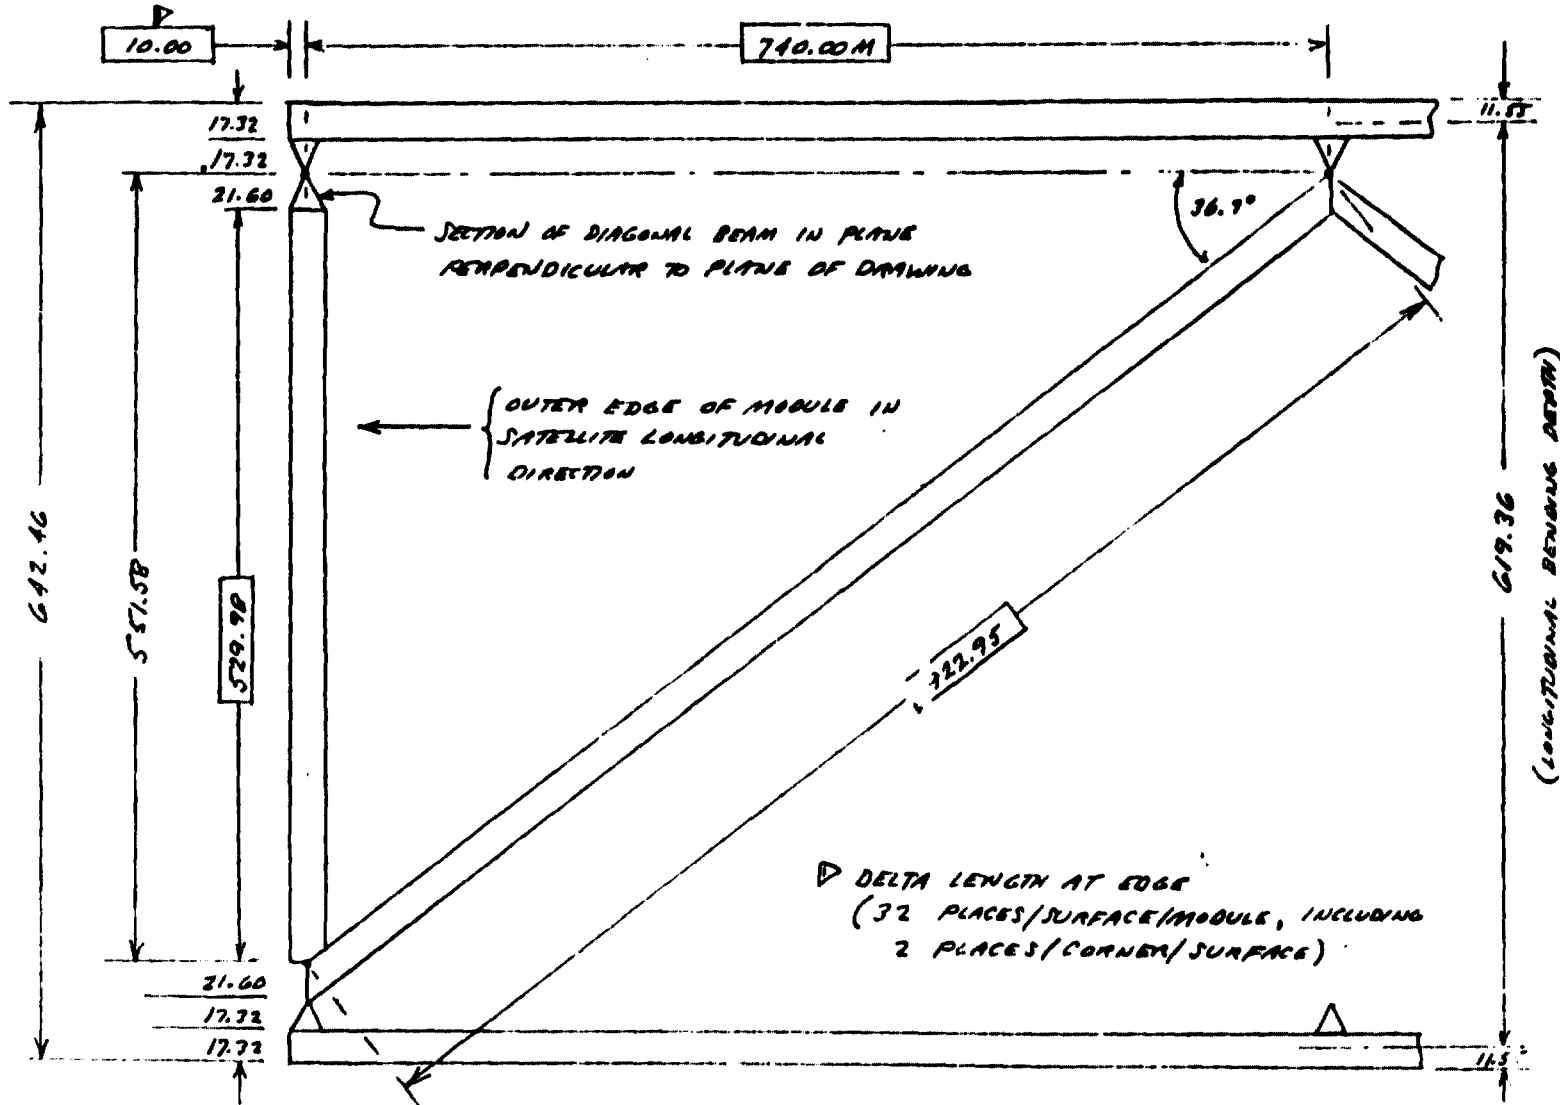 10.00
740.00 M
17.32
17.32
21.60
11.55
36.9°
SECTION OF DIAGONAL BEAM IN PLANE
PERPENDICULAR TO PLANE OF DRAWING
OUTER EDGE OF MODULE IN
SATELLITE LONGITUDINAL
DIRECTION
642.46
551.58
529.98
619.36
(LONGITUDINAL BENDING DEPTH)
922.95
DELTA LENGTH AT EDGE
(32 PLACES/SURFACE/MODULE, INCLUDING
2 PLACES/CORNER/SURFACE)
21.60
17.32
17.32
11.5